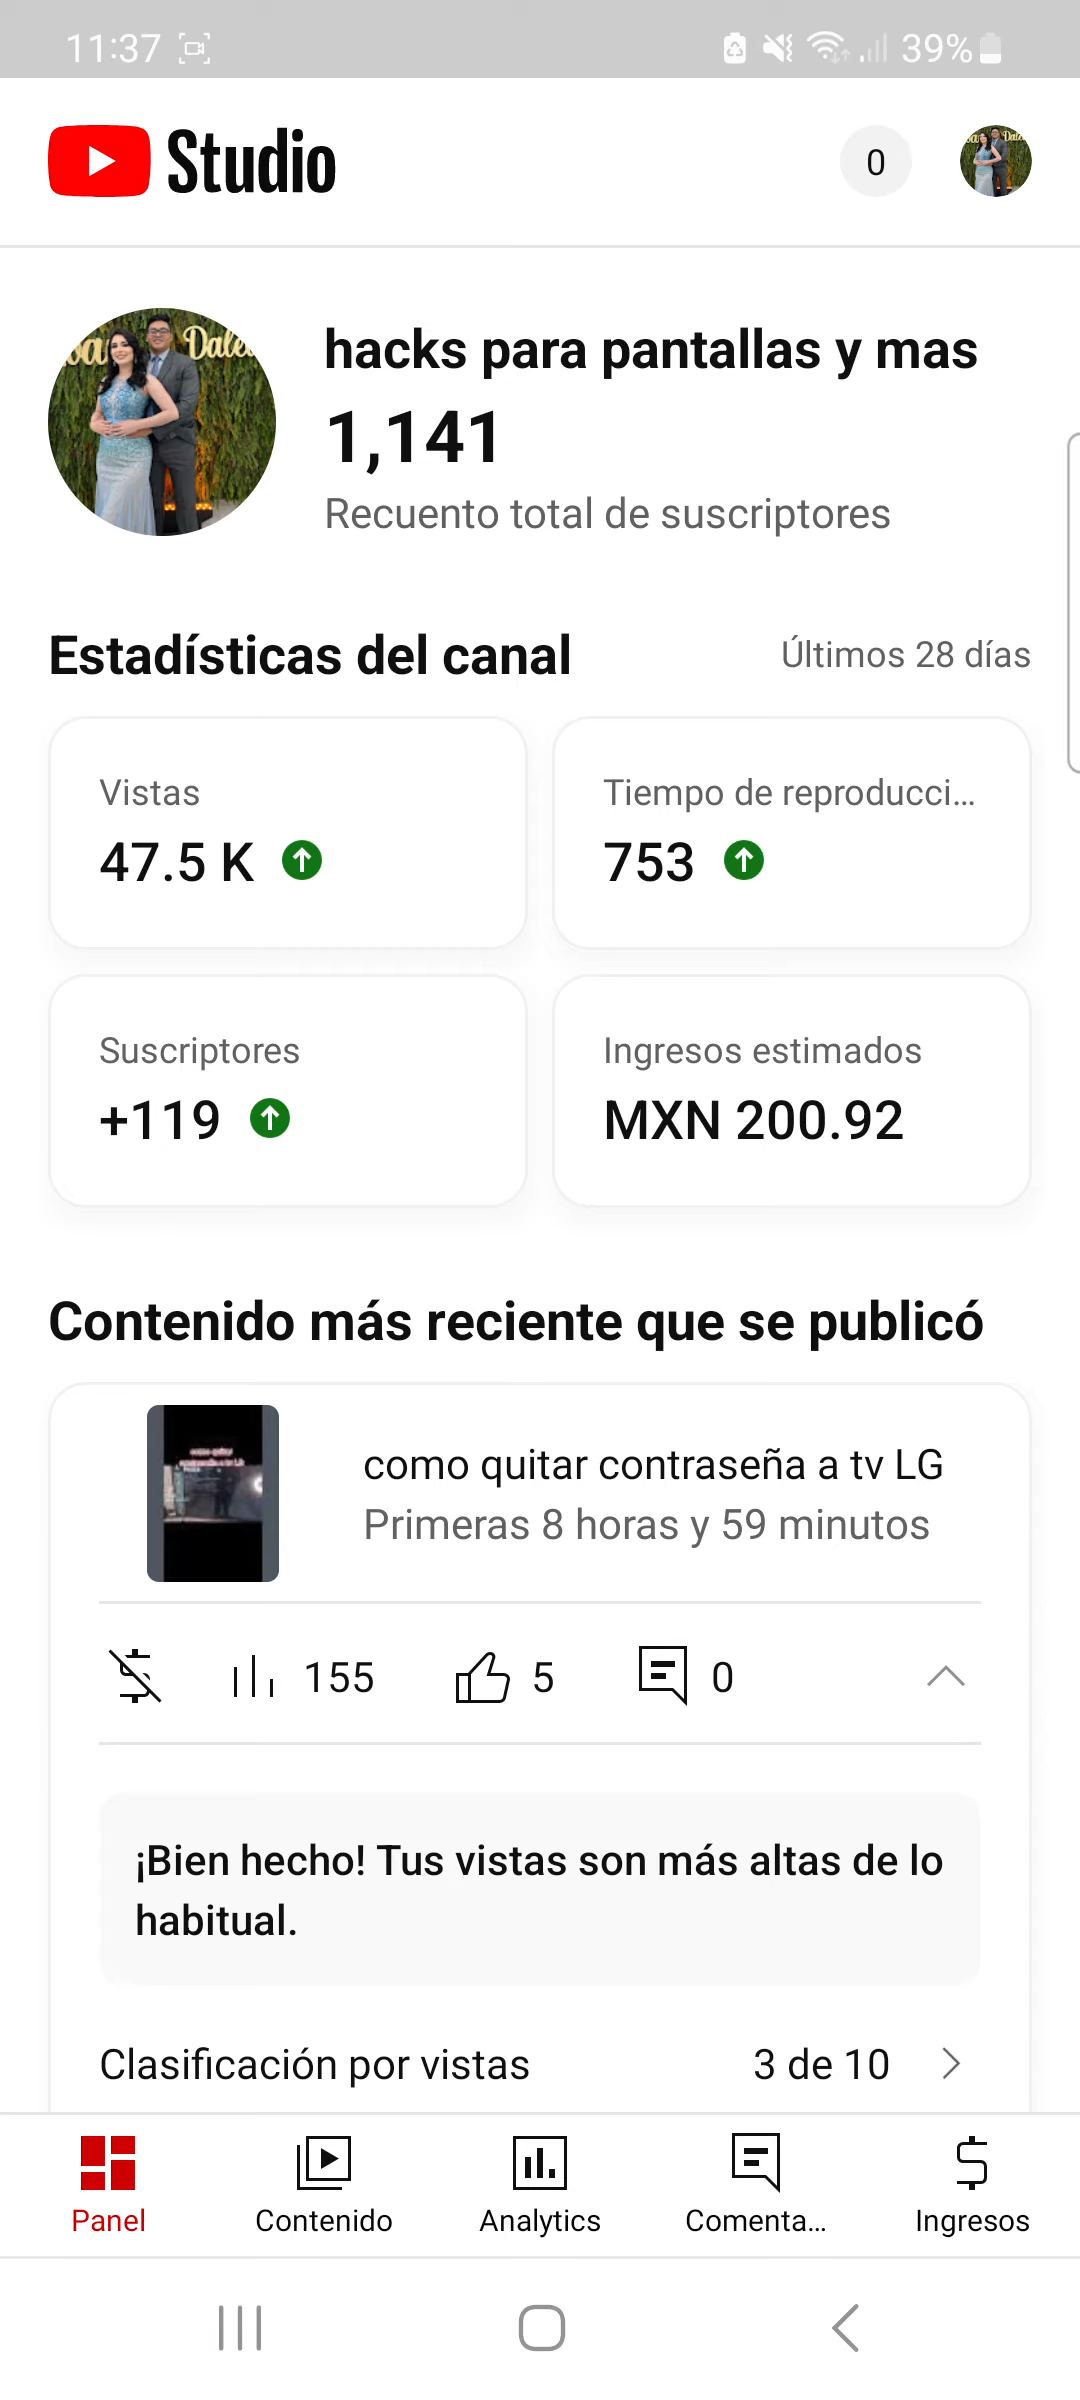 11:37
39%
Studio
0
hacks para pantallas y mas
1,141
Recuento total de suscriptores
Estadísticas del canal
Últimos 28 días
Vistas
Tiempo de reproducci...
47.5 K
753
Suscriptores
Ingresos estimados
+119
MXN 200.92
Contenido más reciente que se publicó
como quitar contraseña a tv LG
Primeras 8 horas y 59 minutos
155
5
0
¡Bien hecho! Tus vistas son más altas de lo
habitual.
Clasificación por vistas
3 de 10
Panel
Contenido
Analytics
Comenta...
Ingresos